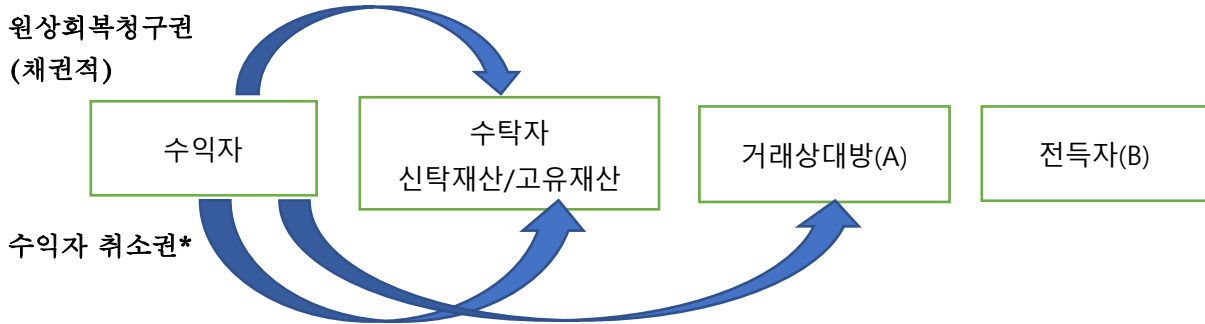 원상회복청구권
(채권적)
수익자
수탁자
신탁재산/고유재산
거래상대방(A)
전득자(B)
수익자 취소권*